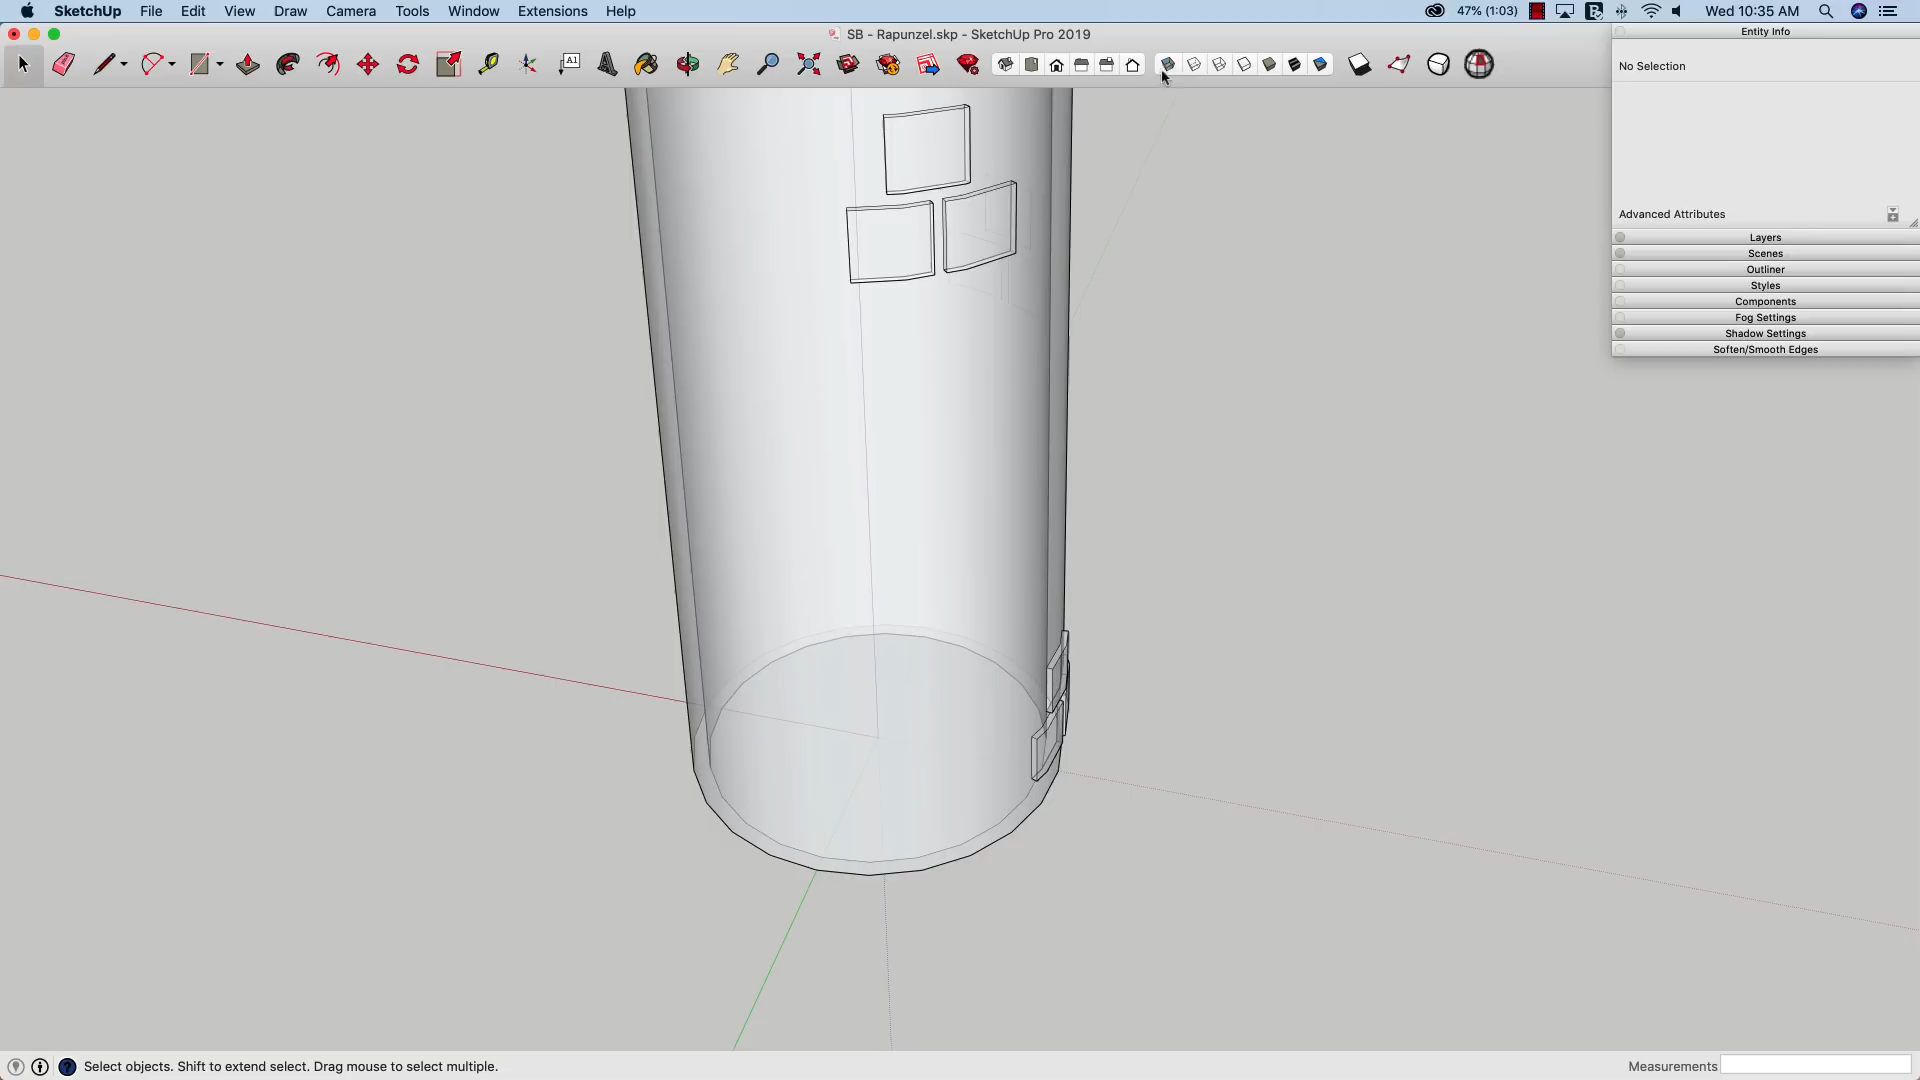 SketchUp File Edit View Draw Camera Tools Window Extensions Help 47% (1:03) Wed 10:35 AM
SB - Rapunzel.skp - SketchUp Pro 2019
Entity Info
A1
No Selection
Advanced Attributes
Layers
Scenes
Outliner
Styles
Components
Fog Settings
Shadow Settings
Soften/Smooth Edges
Select objects. Shift to extend select. Drag mouse to select multiple.
Measurements